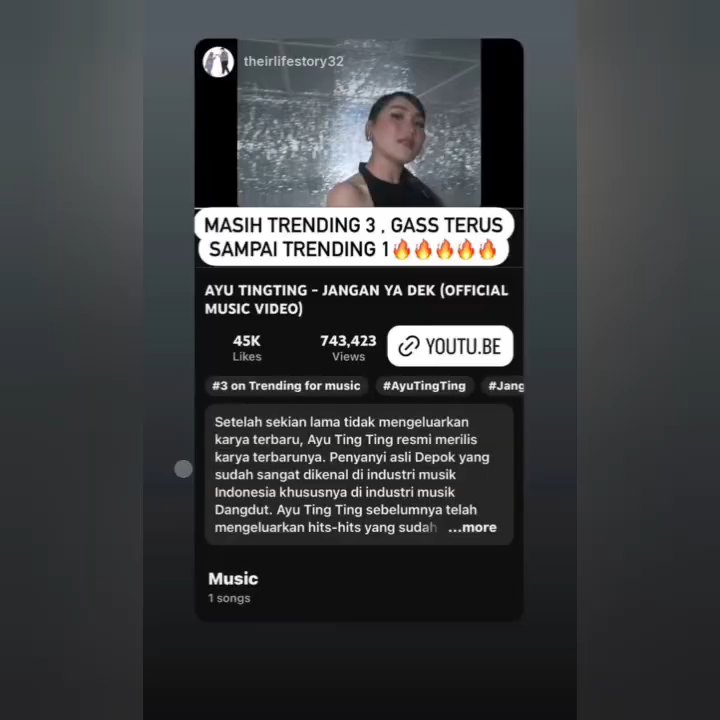 theirlifestory32
MASIH TRENDING 3 , GASS TERUS
SAMPAI TRENDING 1🔥🔥🔥🔥🔥
AYU TINGTING - JANGAN YA DEK (OFFICIAL
MUSIC VIDEO)
45K
Likes
743,423
Views
YOUTU.BE
#3 on Trending for music
#AyuTingTing
#Jang
Setelah sekian lama tidak mengeluarkan
karya terbaru, Ayu Ting Ting resmi merilis
karya terbarunya. Penyanyi asli Depok yang
sudah sangat dikenal di industri musik
Indonesia khususnya di industri musik
Dangdut. Ayu Ting Ting sebelumnya telah
mengeluarkan hits-hits yang sudah ...more
Music
1 songs